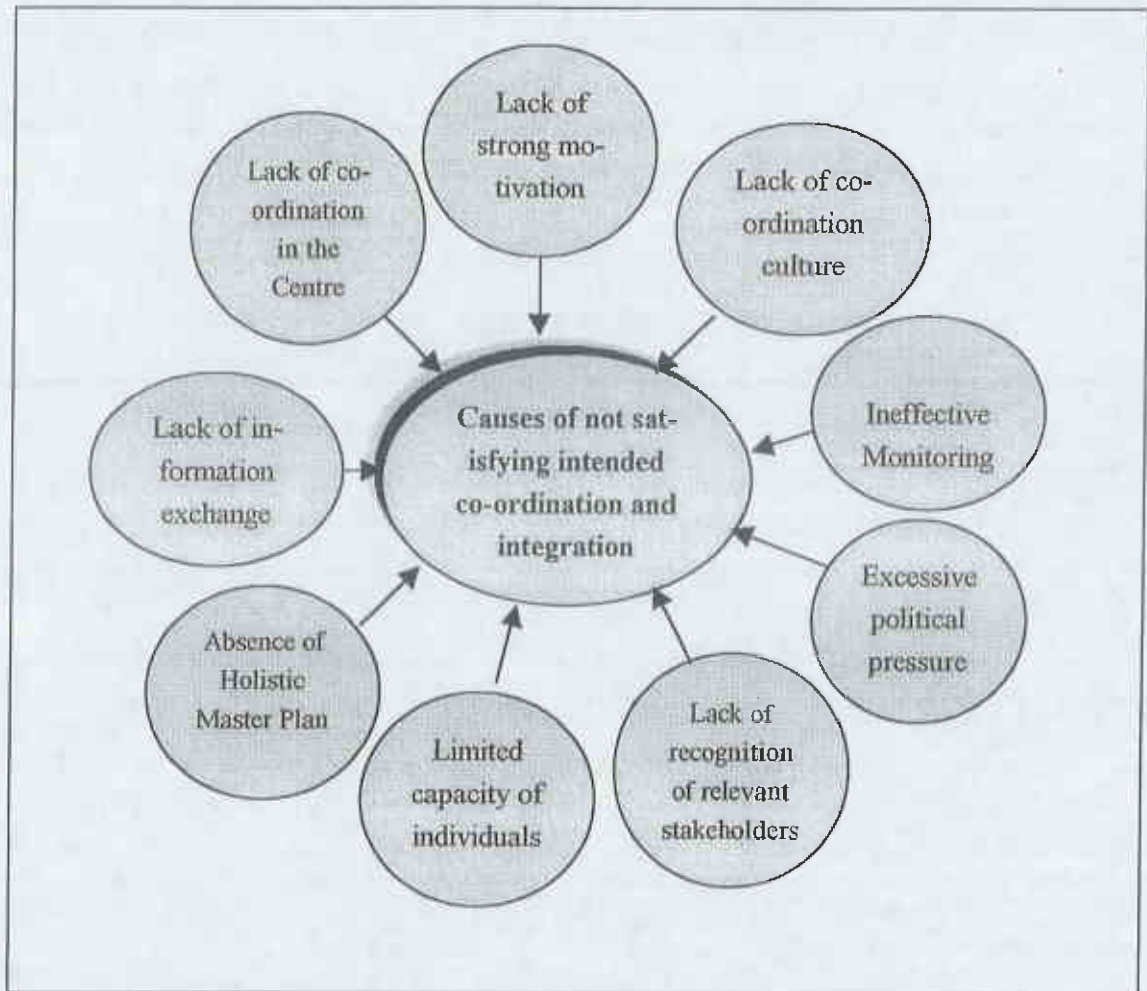 Lack of
strong mo-
tivation
Lack of co-
ordination
in the
Centre
Lack of co-
ordination
culture
Ineffective
Monitoring
Causes of not sat-
isfying intended
co-ordination and
integration
Lack of in-
formation
exchange
Excessive
political
pressure
Absence of
Holistic
Master Plan
Limited
capacity of
individuals
Lack of
recognition
of relevant
stakeholders